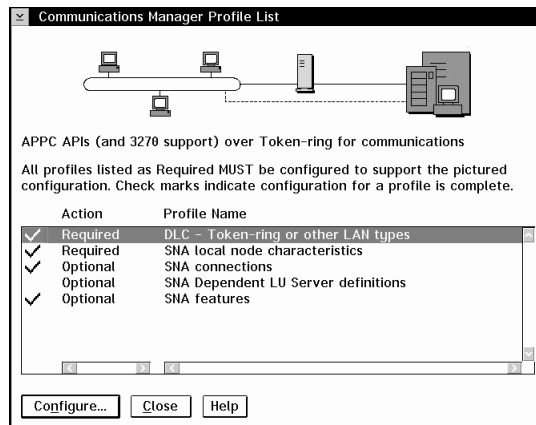 Communications Manager Profile List
APPC APIs (and 3270 support) over Token-ring for communications
All profiles listed as Required MUST be configured to support the pictured
configuration. Check marks indicate configuration for a profile is complete.
Action Profile Name
Required DLC - Token-ring or other LAN types
Required SNA local node characteristics
Optional SNA connections
Optional SNA Dependent LU Server definitions
Optional SNA features
Configure... Close Help